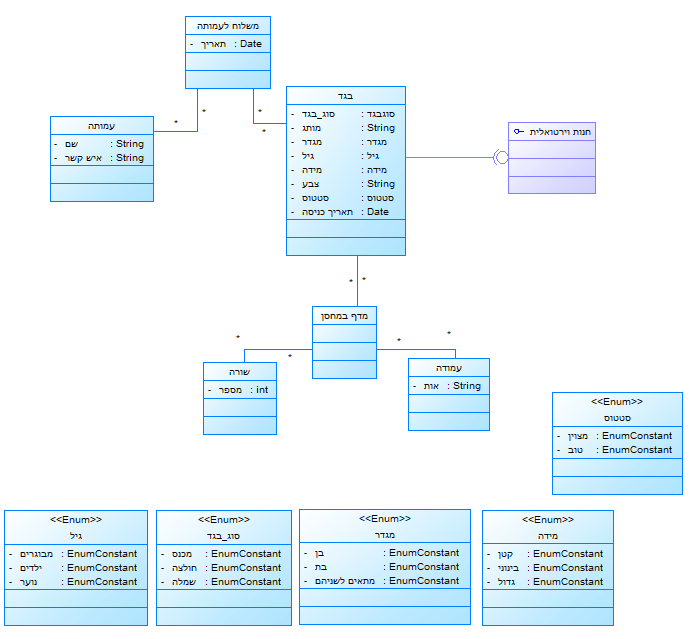 משלוח לעמותה
- תאריך : Date
*
*
*
*
עמותה
- שם : String
- איש קשר : String
בגד
- סוג_בגד : סוגבגד
- מותג : String
- מגדר : מגדר
- גיל : גיל
- מידה : מידה
- צבע : String
- סטטוס : סטטוס
- תאריך כניסה : Date
חנות וירטואלית
*
*
מדף במחסן
*
*
*
*
שורה
- מספר : int
עמודה
- אות : String
<<Enum>>
סטטוס
- מצוין : EnumConstant
- טוב : EnumConstant
<<Enum>>
גיל
- מבוגרים : EnumConstant
- ילדים : EnumConstant
- נוער : EnumConstant
<<Enum>>
סוג_בגד
- מכנס : EnumConstant
- חולצה : EnumConstant
- שמלה : EnumConstant
<<Enum>>
מגדר
- בן : EnumConstant
- בת : EnumConstant
- מתאים לשניהם : EnumConstant
<<Enum>>
מידה
- קטן : EnumConstant
- בינוני : EnumConstant
- גדול : EnumConstant